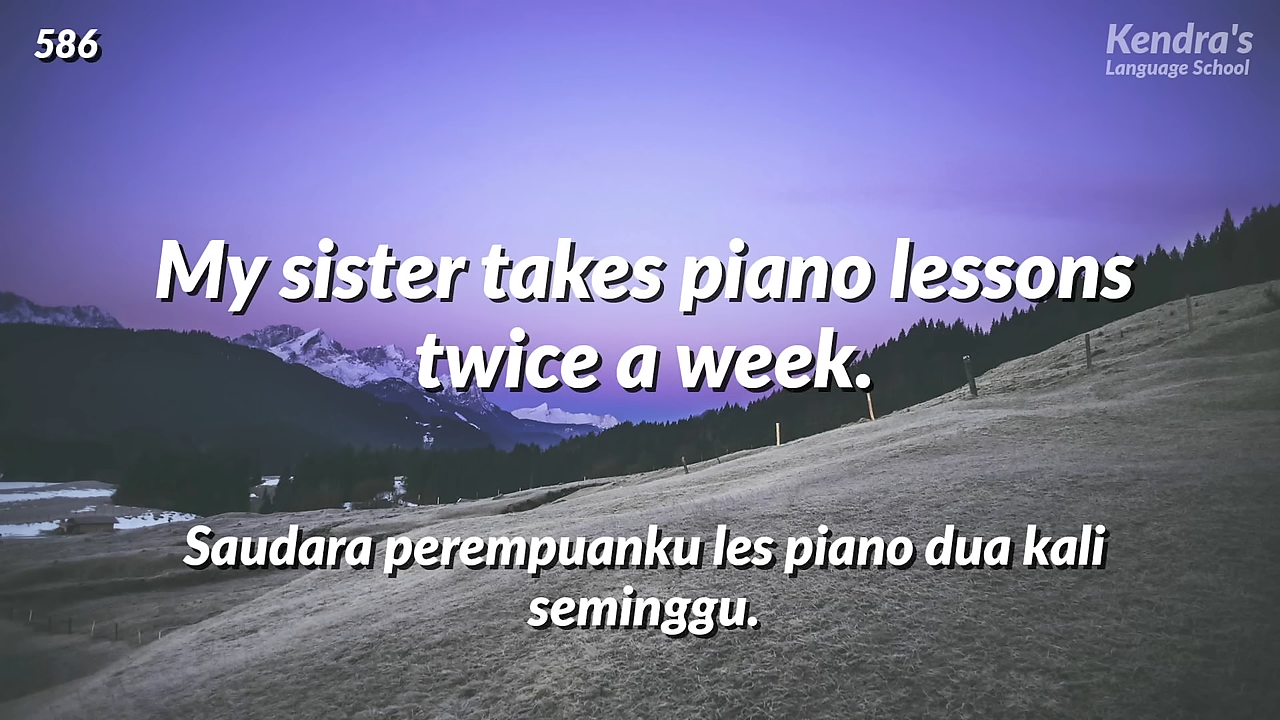 586
Kendra's
Language School
My sister takes piano lessons
twice a week.
Saudara perempuanku les piano dua kali
seminggu.